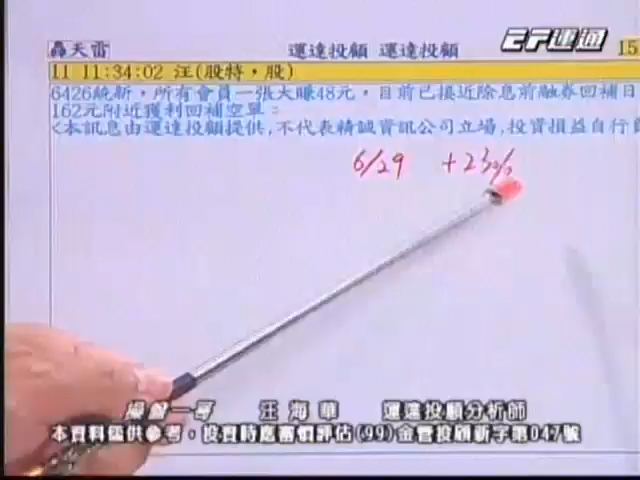 轟天雷 運達投顧 運達投顧 15
ET運通
11 11:34:02 汪(股特，股)
6426統新，所有會員一張大賺48元，目前已接近除息前融券回補日
162元附近獲利回補空單：
<本訊息由運達投顧提供,不代表精誠資訊公司立場,投資損益自行負
6/29 +23%
操盤一哥 汪海華 運達投顧分析師
本資料僅供參考，投資時應審慎評估(99)金管投顧新字第047號